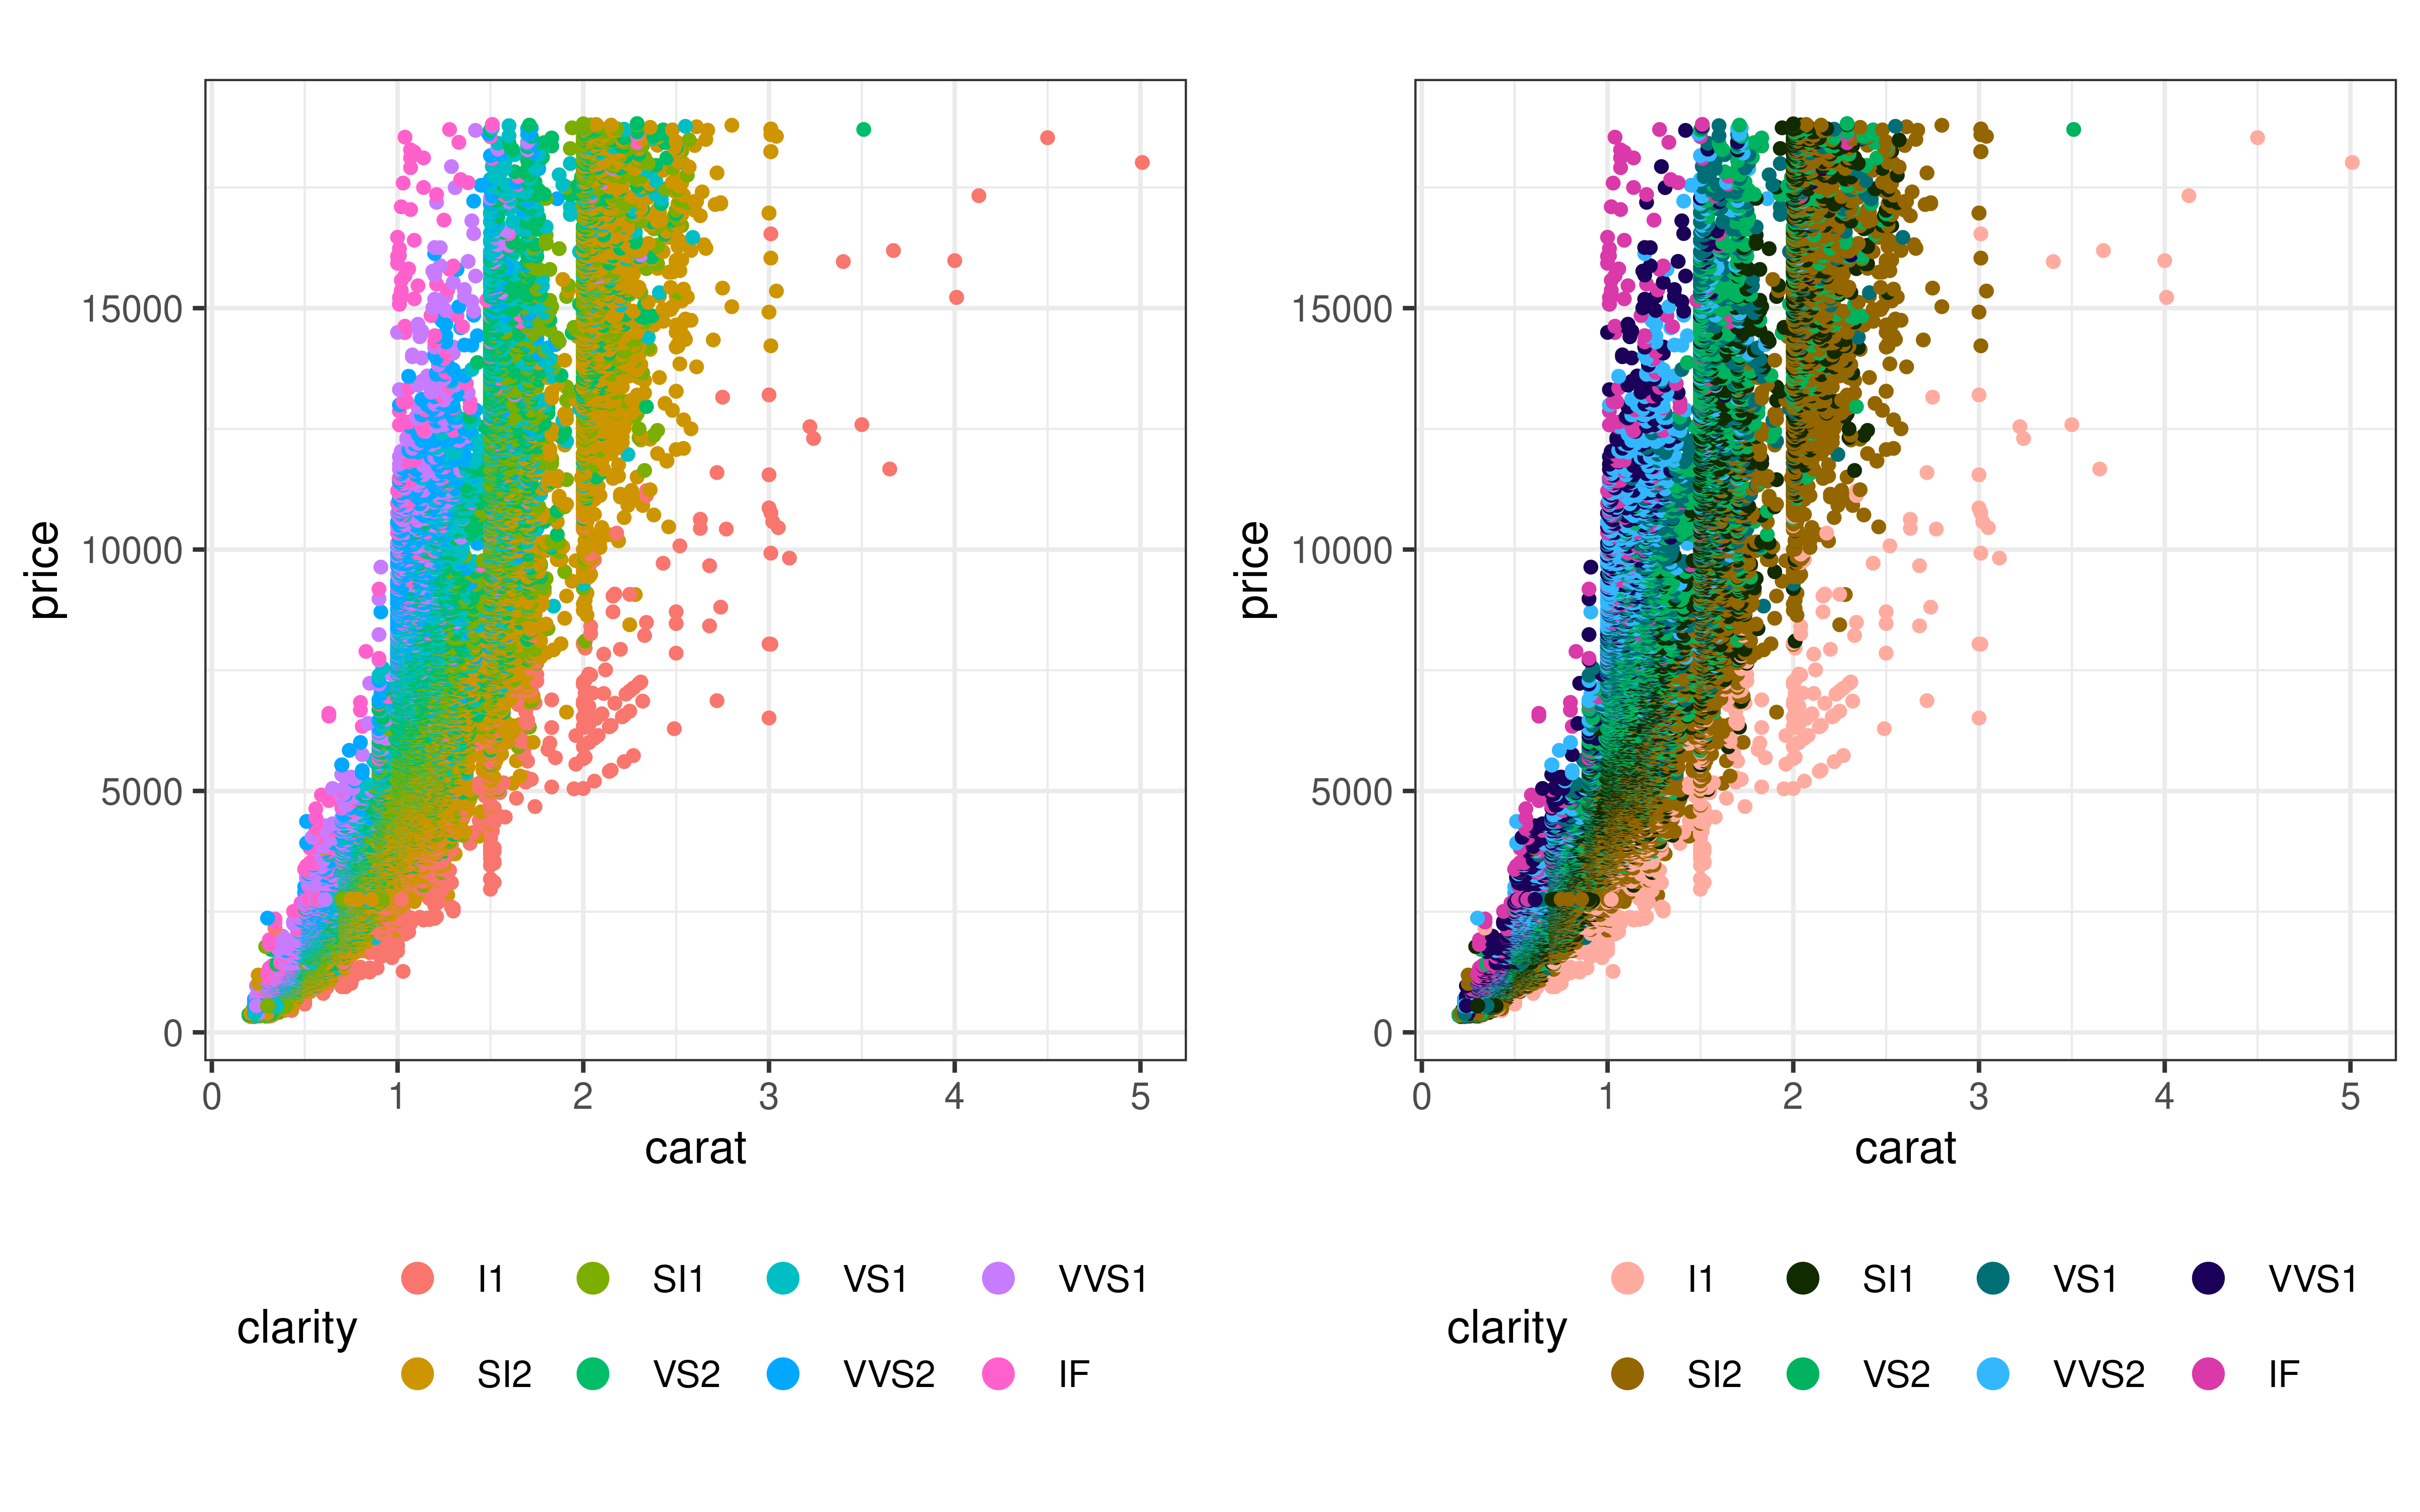 price
15000
10000
5000
0
0 1 2 3 4 5
carat
clarity
I1 SI1 VS1 VVS1
SI2 VS2 VVS2 IF
price
15000
10000
5000
0
0 1 2 3 4 5
carat
clarity
I1 SI1 VS1 VVS1
SI2 VS2 VVS2 IF